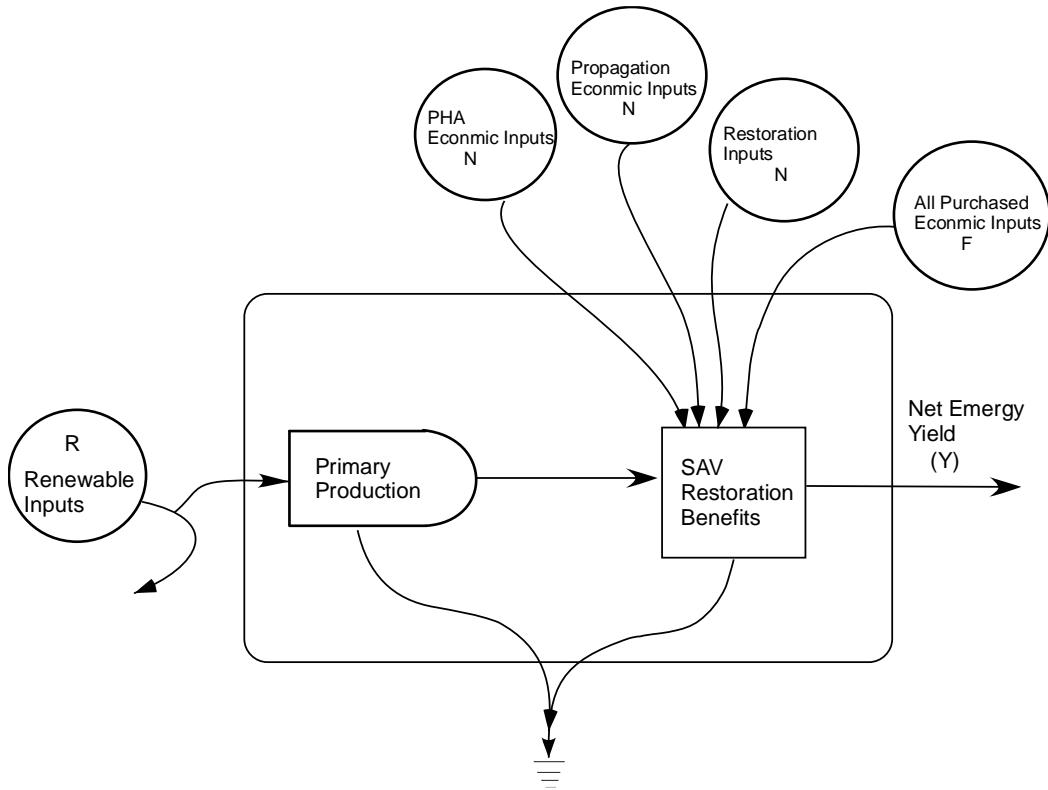 Propagation
Econmic Inputs
N
PHA
Econmic Inputs
N
Restoration
Inputs
N
All Purchased
Econmic Inputs
F
R
Renewable
Inputs
Primary
Production
SAV
Restoration
Benefits
Net Emergy
Yield
(Y)